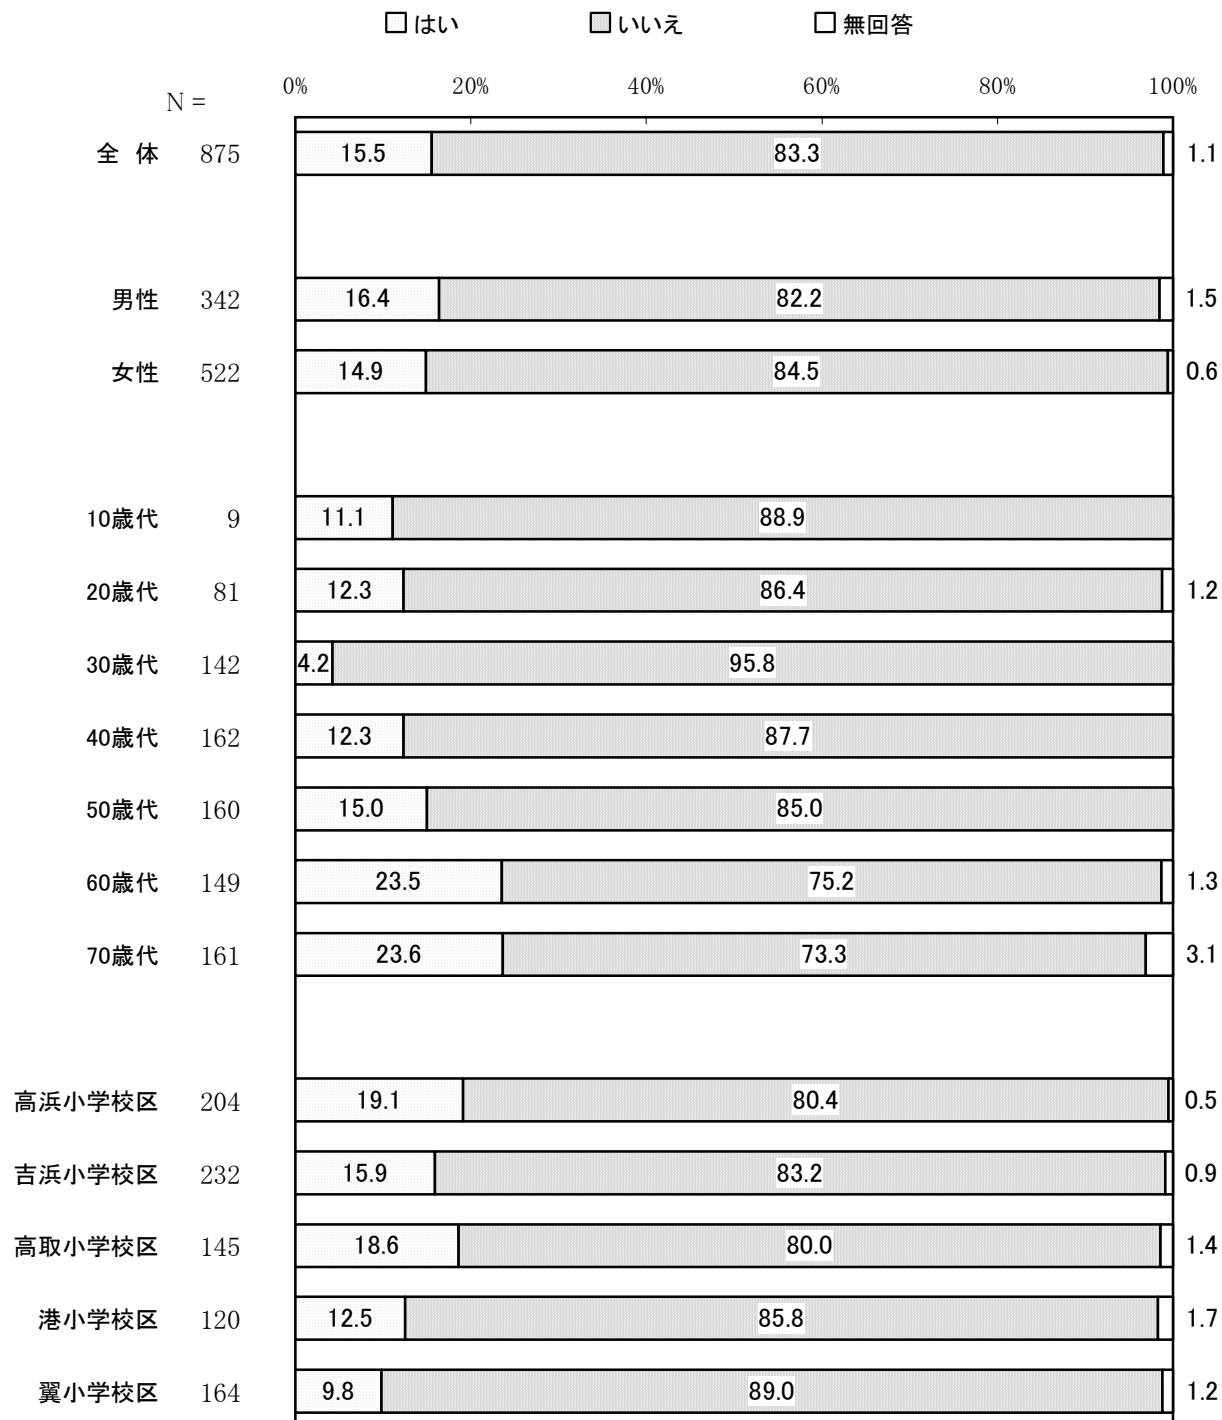 はい いいえ 無回答
0% 20% 40% 60% 80% 100%
N =
全 体 875 15.5 83.3 1.1
男性 342 16.4 82.2 1.5
女性 522 14.9 84.5 0.6
10歳代 9 11.1 88.9
20歳代 81 12.3 86.4 1.2
30歳代 142 4.2 95.8
40歳代 162 12.3 87.7
50歳代 160 15.0 85.0
60歳代 149 23.5 75.2 1.3
70歳代 161 23.6 73.3 3.1
高浜小学校区 204 19.1 80.4 0.5
吉浜小学校区 232 15.9 83.2 0.9
高取小学校区 145 18.6 80.0 1.4
港小学校区 120 12.5 85.8 1.7
翼小学校区 164 9.8 89.0 1.2